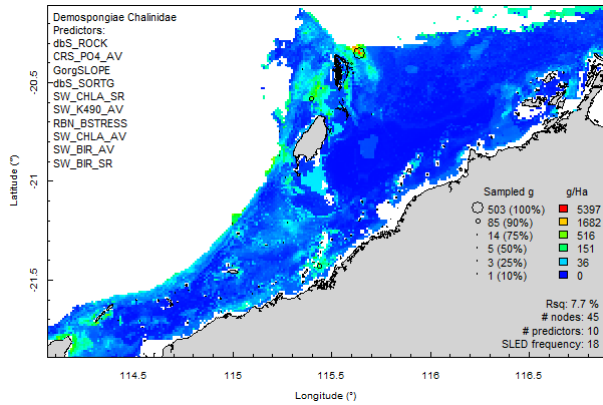 Demospongiae Chalinidae
Predictors:
dbS_ROCK
CRS_PO4_AV
GorgSLOPE
dbS_SORTG
SW_CHLA_SR
SW_K490_AV
RBN_BSTRESS
SW_CHLA_AV
SW_BIR_AV
SW_BIR_SR
Latitude (°)
-20.5
-21
-21.5
Sampled g g/Ha
503 (100%) 5397
85 (90%) 1682
14 (75%) 516
5 (50%) 151
3 (25%) 36
1 (10%) 0
Rsq: 7.7 %
# nodes: 45
# predictors: 10
SLED frequency: 18
114.5 115 115.5 116 116.5
Longitude (°)